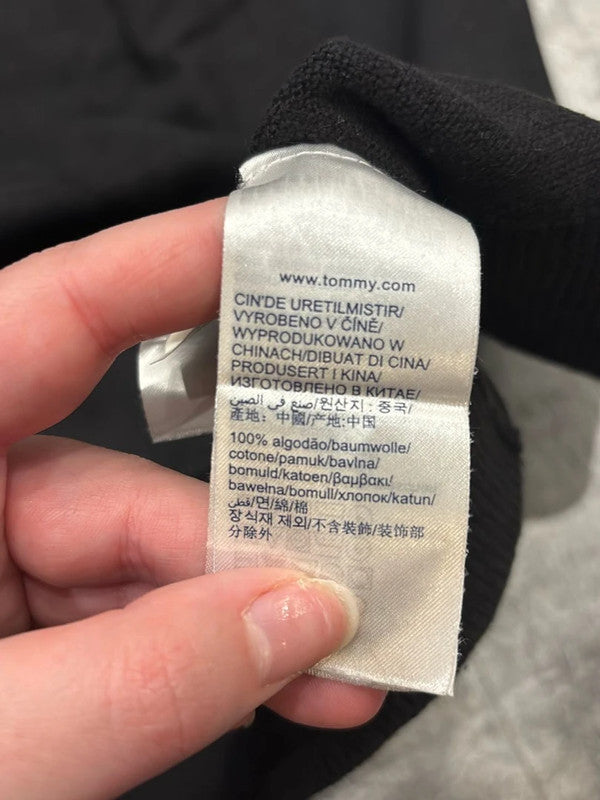 www.tommy.com
CIN'DE URETILMISTIR/
VYROBENO V ČÍNĚ/
WYPRODUKOWANO W
CHINACH/DIBUAT DI CINA/
PRODUSERT I KINA/
ИЗГОТОВЛЕНО В КИТАЕ/
صنع في الصين/원산지 : 중국/
產地: 中國/产地:中国
100% algodão/baumwolle/
cotone/pamuk/bavlna/
bomuld/katoen/βαμβακι/
bawełna/bomull/хлопок/katun/
قطن/면/綿/棉
장식재 제외/不含裝飾/装饰部
分除外